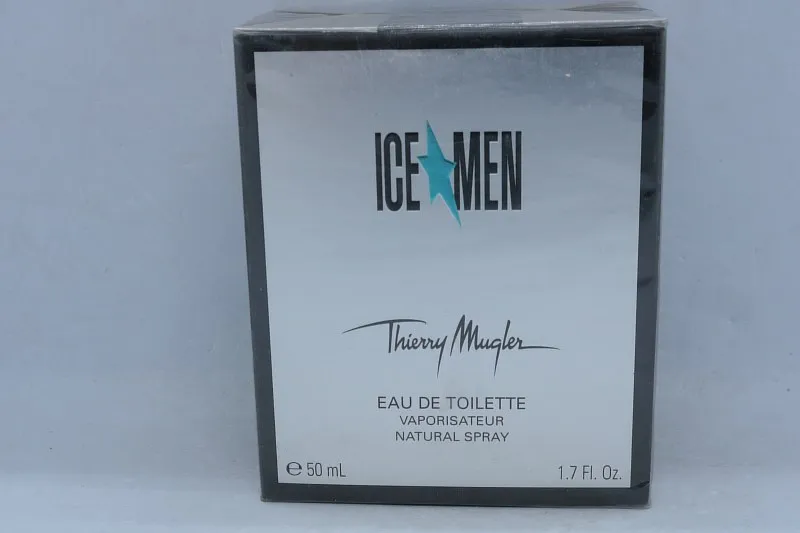 ICE MEN
Thierry Mugler
EAU DE TOILETTE
VAPORISATEUR
NATURAL SPRAY
℮ 50 mL 1.7 Fl. Oz.